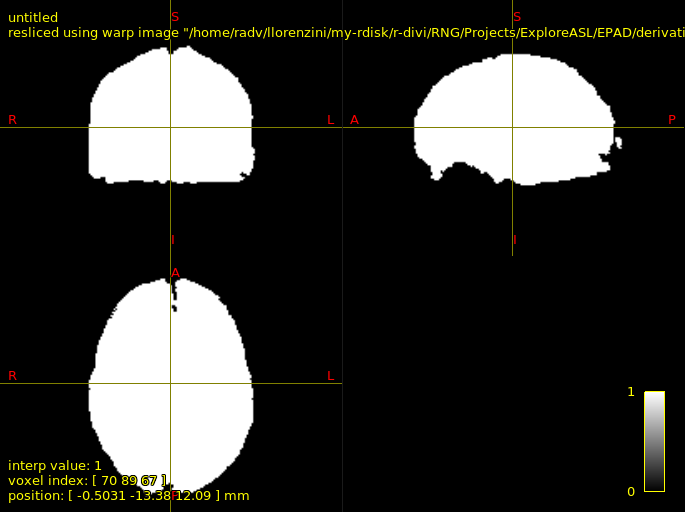 untitled
resliced using warp image "/home/radv/llorenzini/my-rdisk/r-divi/RNG/Projects/ExploreASL/EPAD/derivati
S
S
R
L
A
P
I
I
A
R
L
1
0
interp value: 1
voxel index: [ 70 89 67 ]
position: [ -0.5031 -13.38 12.09 ] mm